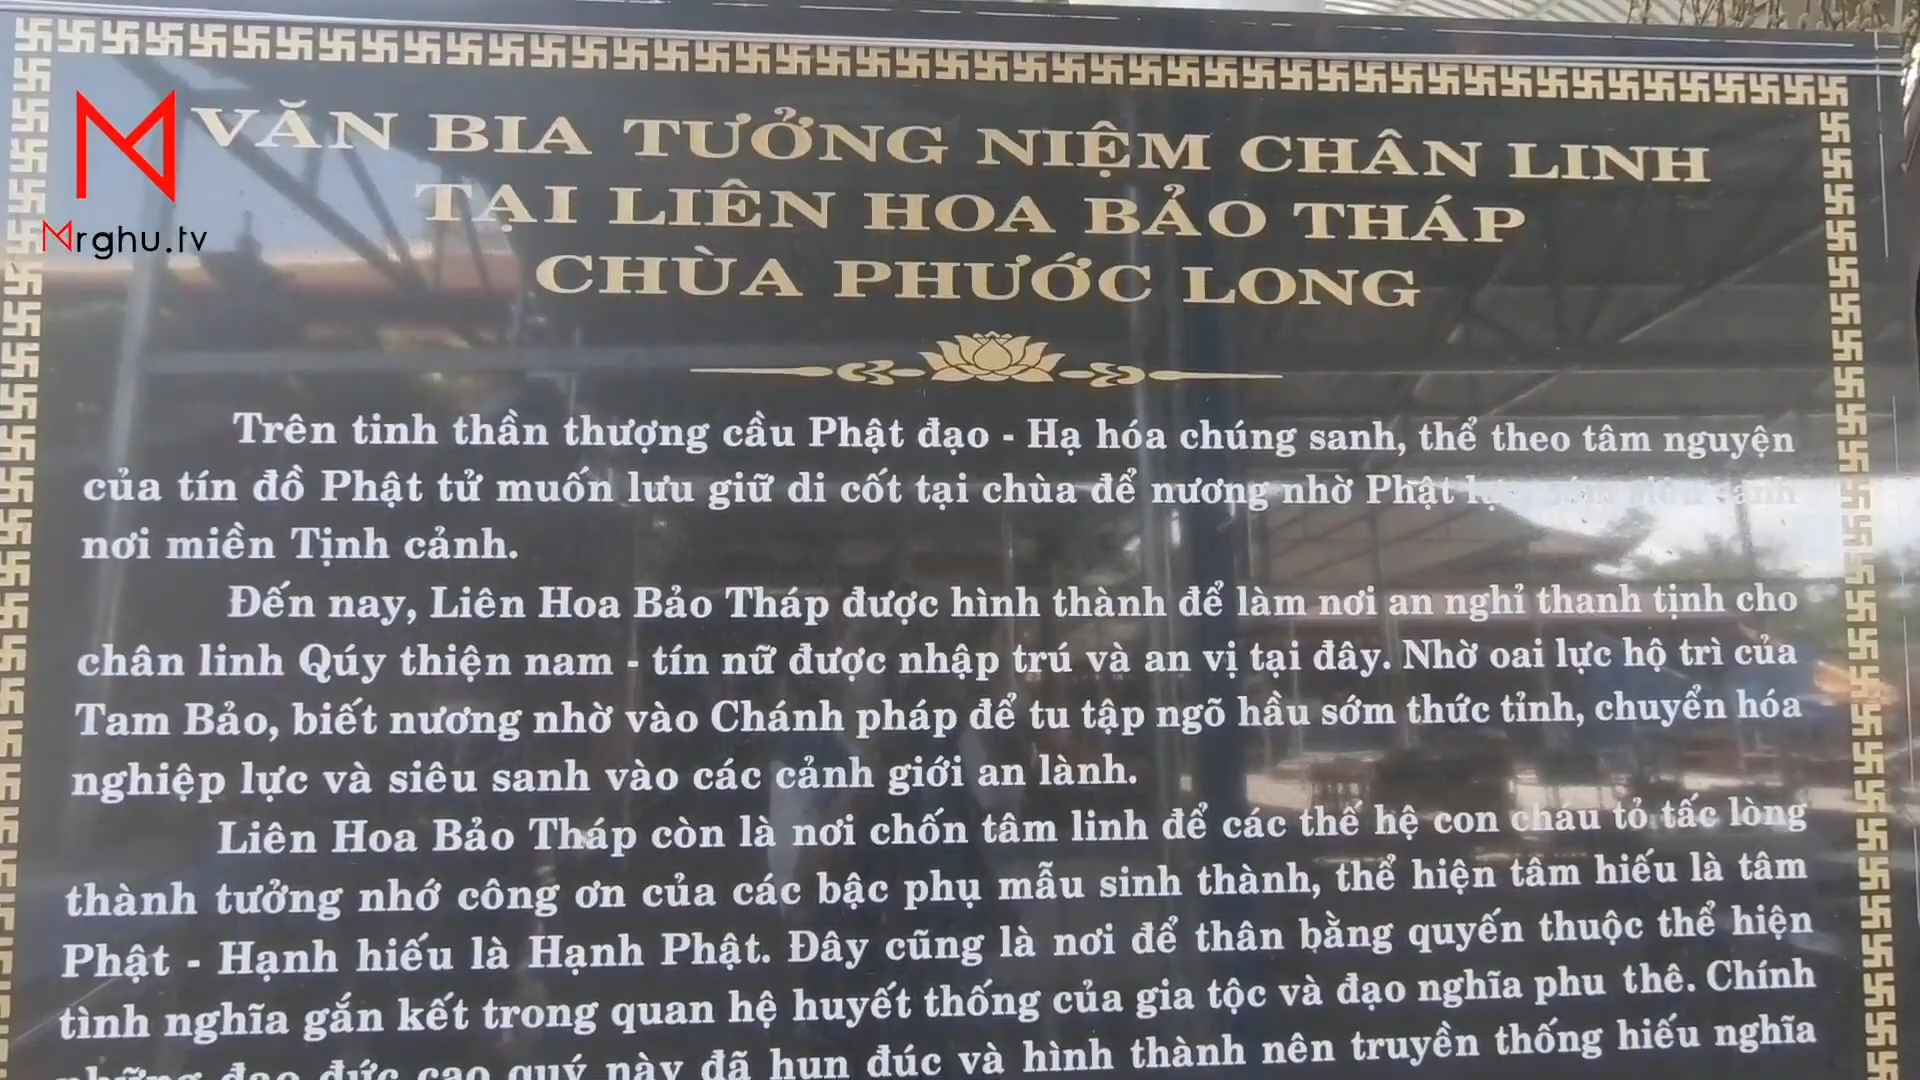 VĂN BIA TƯỞNG NIỆM CHÂN LINH
TẠI LIÊN HOA BẢO THÁP
Mrghu.tv
CHÙA PHƯỚC LONG
Trên tinh thần thượng cầu Phật đạo - Hạ hóa chúng sanh, thể theo tâm nguyện
của tín đồ Phật tử muốn lưu giữ di cốt tại chùa để nương nhờ Phật
nơi miền Tịnh cảnh.
Đến nay, Liên Hoa Bảo Tháp được hình thành để làm nơi an nghỉ thanh tịnh cho
chân linh Qúy thiện nam - tín nữ được nhập trú và an vị tại đây. Nhờ oai lực hộ trì của
Tam Bảo, biết nương nhờ vào Chánh pháp để tu tập ngõ hầu sớm thức tỉnh, chuyển hóa
nghiệp lực và siêu sanh vào các cảnh giới an lành.
Liên Hoa Bảo Tháp còn là nơi chốn tâm linh để các thế hệ con cháu tỏ tấc lòng
thành tưởng nhớ công ơn của các bậc phụ mẫu sinh thành, thể hiện tâm hiếu là tâm
Phật - Hạnh hiếu là Hạnh Phật. Đây cũng là nơi để thân bằng quyến thuộc thể hiện
tình nghĩa gắn kết trong quan hệ huyết thống của gia tộc và đạo nghĩa phu thê. Chính
những đạo đức cao quý này đã hun đúc và hình thành nên truyền thống hiếu nghĩa